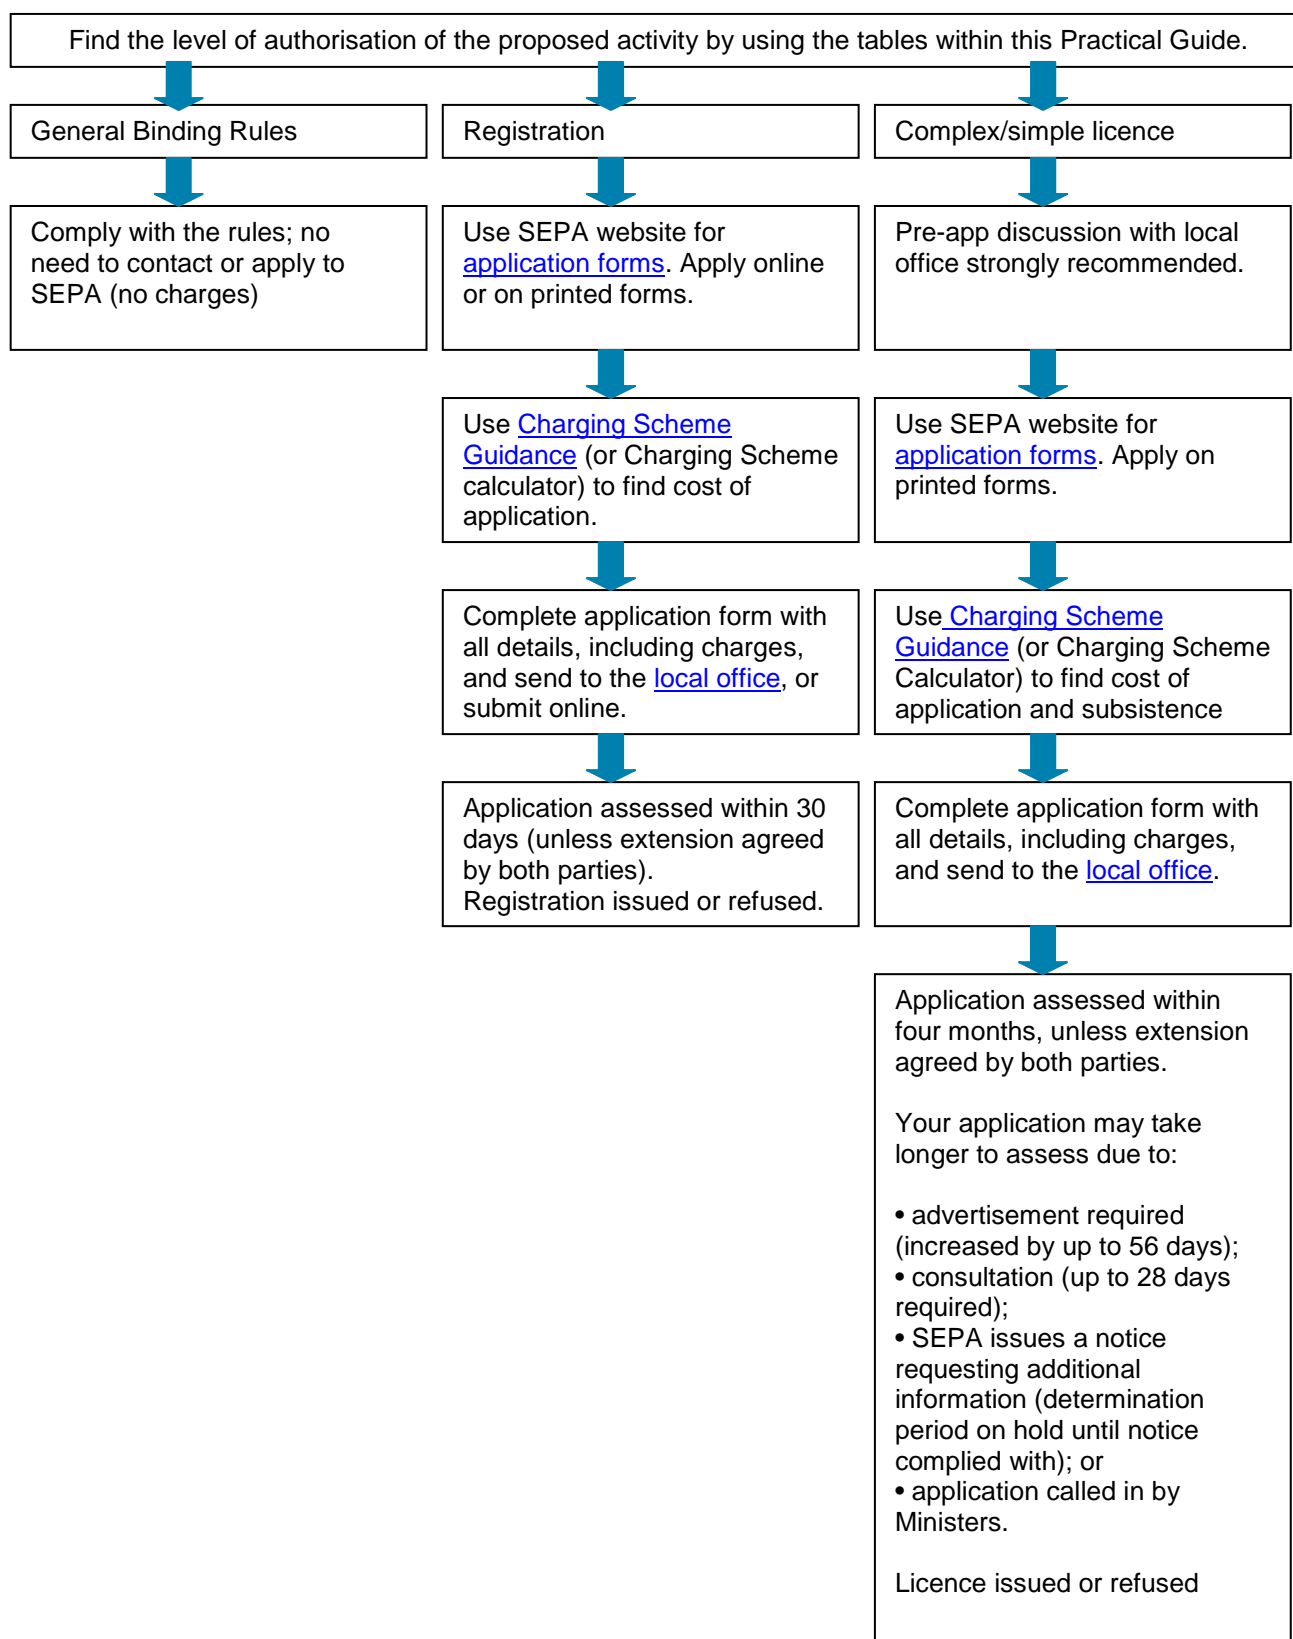 Find the level of authorisation of the proposed activity by using the tables within this Practical Guide.
General Binding Rules
Comply with the rules; no
need to contact or apply to
SEPA (no charges)
Registration
Use SEPA website for
application forms. Apply online
or on printed forms.
Use Charging Scheme
Guidance (or Charging Scheme
calculator) to find cost of
application.
Complete application form with
all details, including charges,
and send to the local office, or
submit online.
Application assessed within 30
days (unless extension agreed
by both parties).
Registration issued or refused.
Complex/simple licence
Pre-app discussion with local
office strongly recommended.
Use SEPA website for
application forms. Apply on
printed forms.
Use Charging Scheme
Guidance (or Charging Scheme
Calculator) to find cost of
application and subsistence
Complete application form with
all details, including charges,
and send to the local office.
Application assessed within
four months, unless extension
agreed by both parties.
Your application may take
longer to assess due to:
• advertisement required
(increased by up to 56 days);
• consultation (up to 28 days
required);
• SEPA issues a notice
requesting additional
information (determination
period on hold until notice
complied with); or
• application called in by
Ministers.
Licence issued or refused